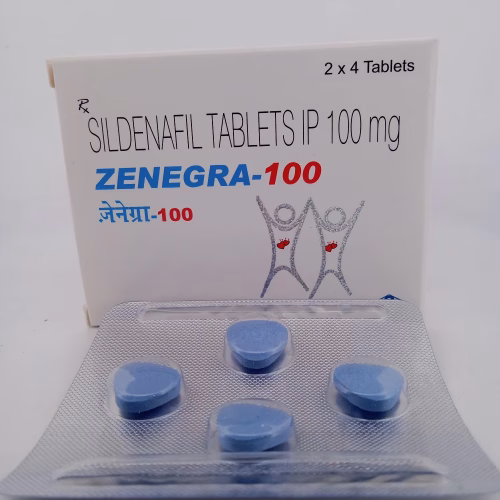 2 x 4 Tablets
Rx
SILDENAFIL TABLETS IP 100 mg
ZENEGRA-100
ज़ेनेग्रा-100